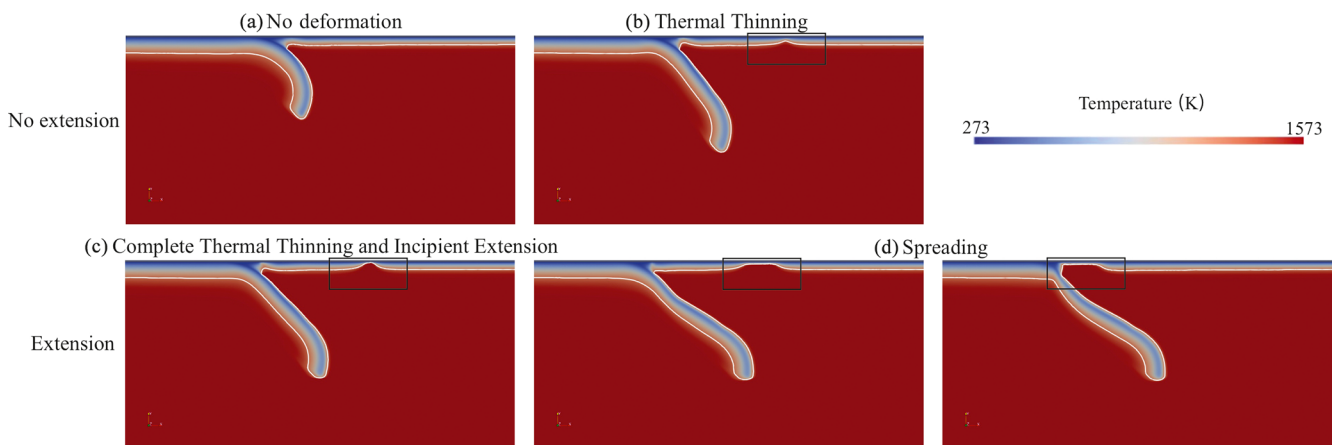 (a) No deformation
(b) Thermal Thinning
No extension
Temperature (K)
273
1573
(c) Complete Thermal Thinning and Incipient Extension
(d) Spreading
Extension